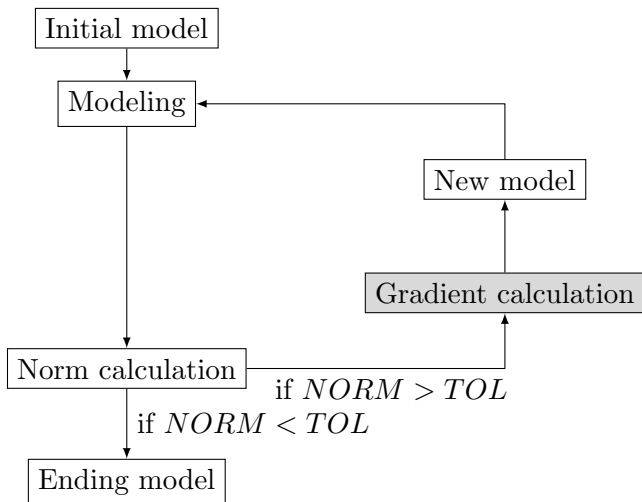 Initial model
Modeling
New model
Gradient calculation
Norm calculation
if NORM > TOL
if NORM < TOL
Ending model